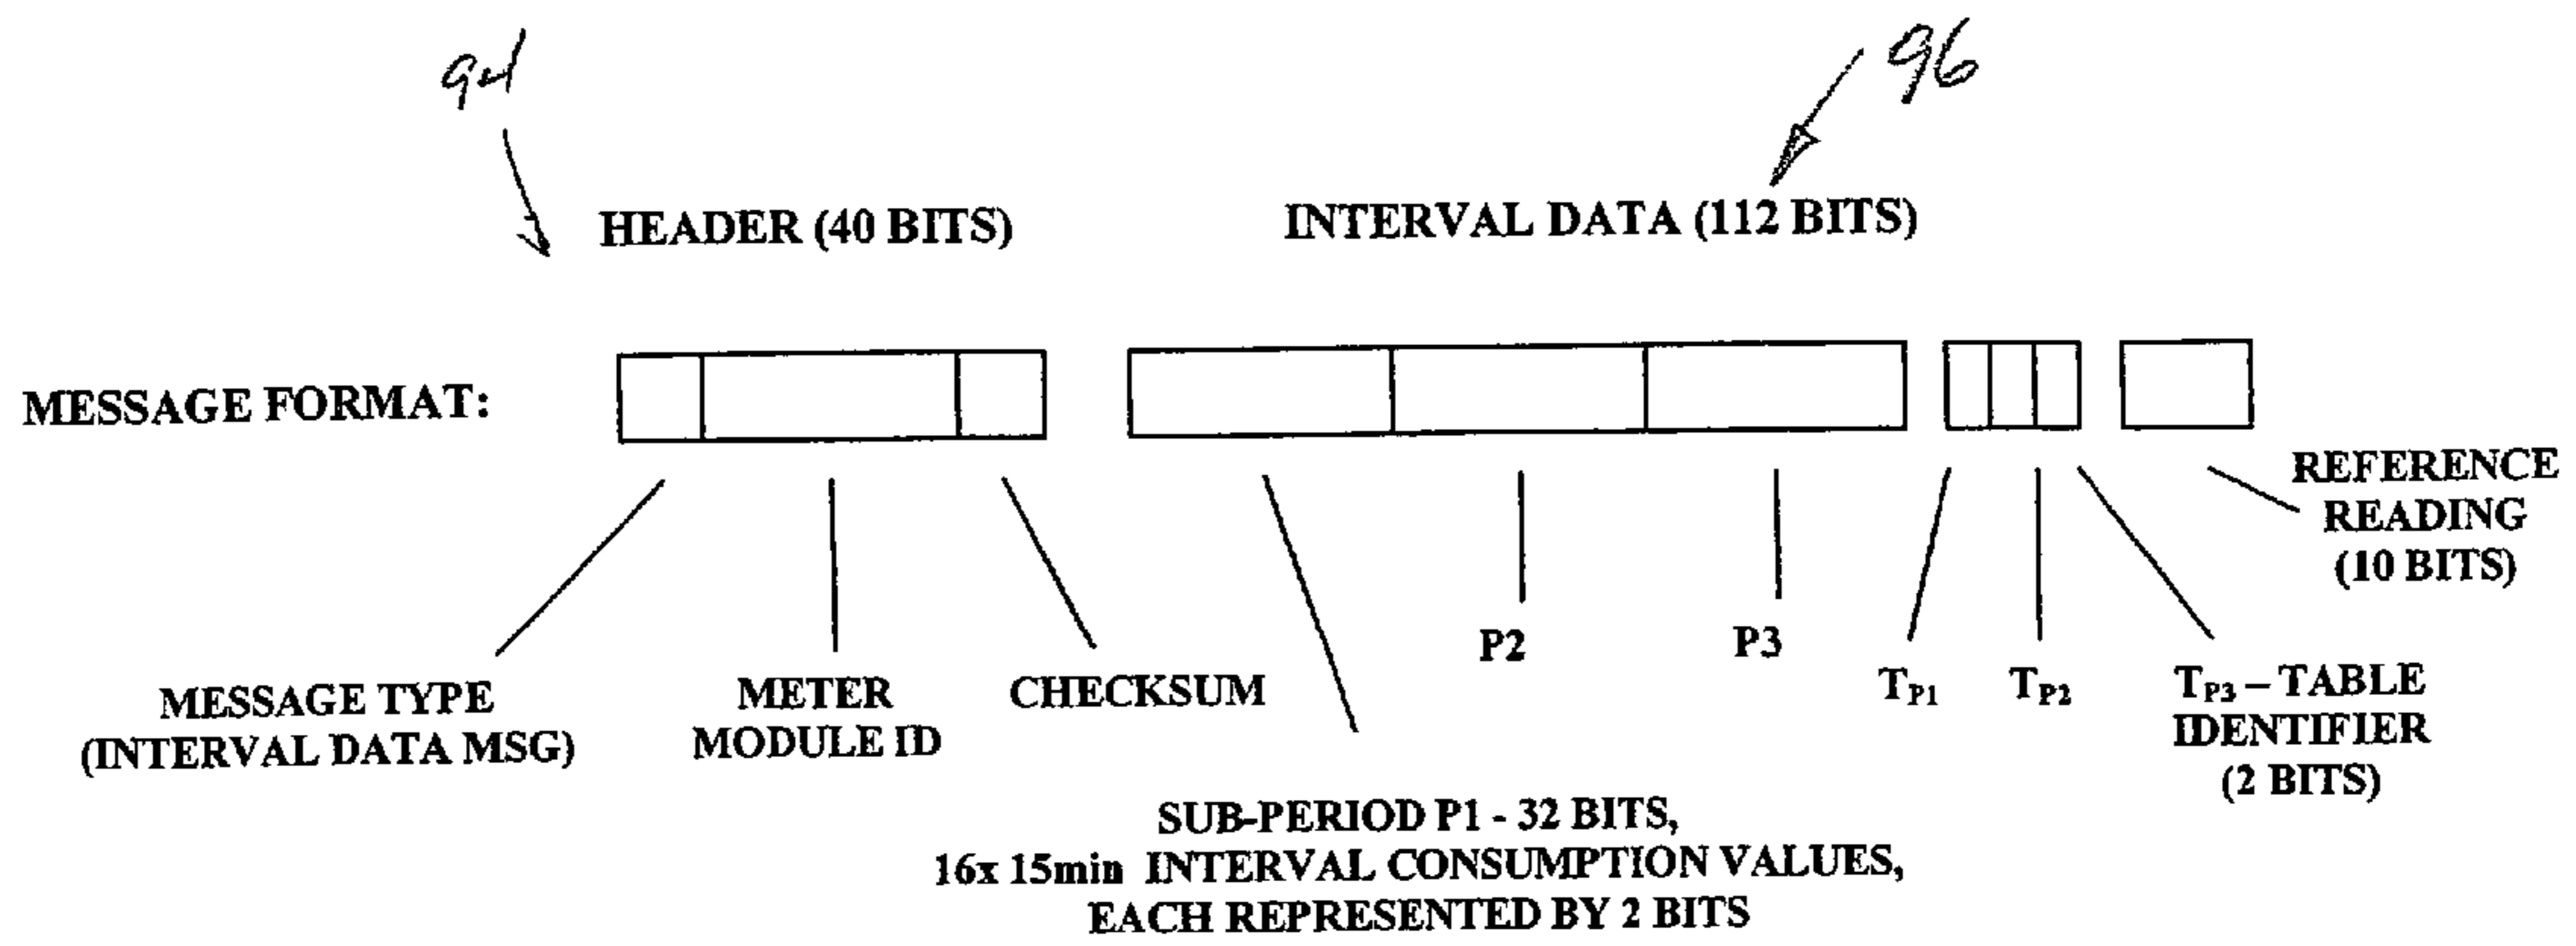 94
96
HEADER (40 BITS)
INTERVAL DATA (112 BITS)
MESSAGE FORMAT:
REFERENCE
READING
(10 BITS)
MESSAGE TYPE
(INTERVAL DATA MSG)
METER
MODULE ID
CHECKSUM
P2
P3
TP1
TP2
TP3 – TABLE
IDENTIFIER
(2 BITS)
SUB-PERIOD P1 - 32 BITS,
16x 15min INTERVAL CONSUMPTION VALUES,
EACH REPRESENTED BY 2 BITS